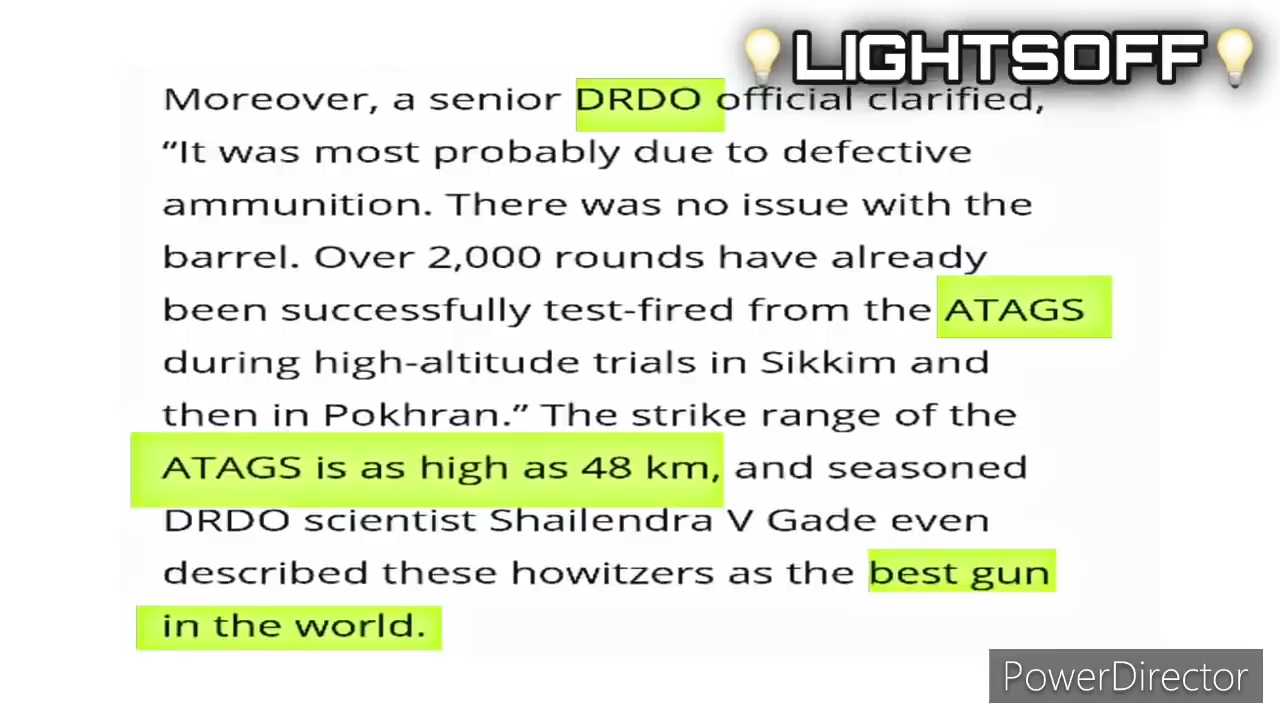 LIGHTSOFF
Moreover, a senior DRDO official clarified,
“It was most probably due to defective
ammunition. There was no issue with the
barrel. Over 2,000 rounds have already
been successfully test-fired from the ATAGS
during high-altitude trials in Sikkim and
then in Pokhran.” The strike range of the
ATAGS is as high as 48 km, and seasoned
DRDO scientist Shailendra V Gade even
described these howitzers as the best gun
in the world.
PowerDirector